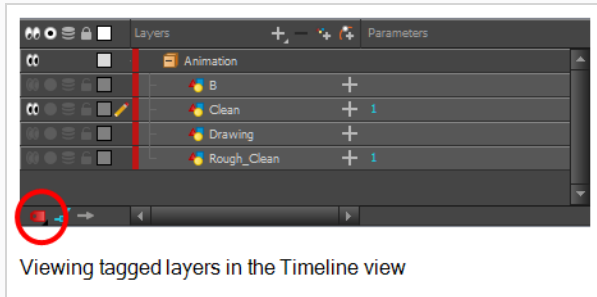 Layers Parameters
Animation
B
Clean 1
Drawing
Rough_Clean 1
Viewing tagged layers in the Timeline view